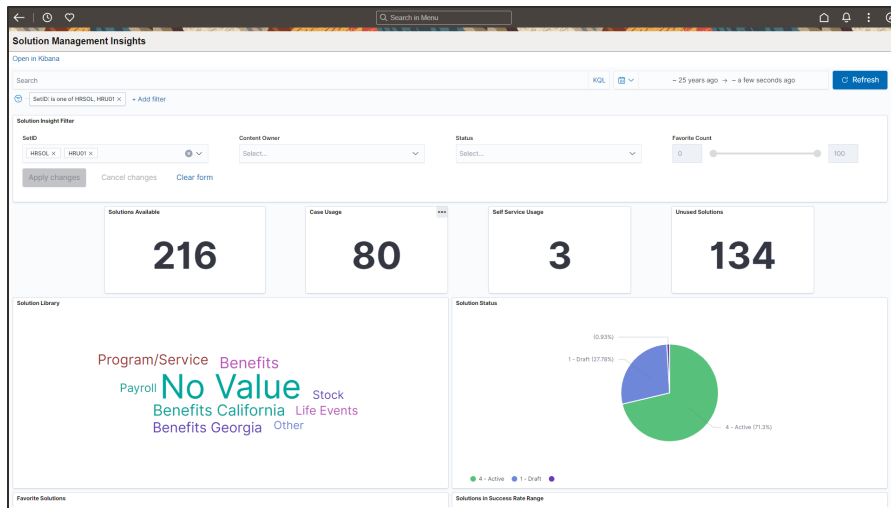 Search in Menu
Solution Management Insights
Open in Kibana
Search
KQL
~ 25 years ago → ~ a few seconds ago
Refresh
SetID: is one of HRSOL, HRU01 ×
+ Add filter
Solution Insight Filter
SetID
Content Owner
Status
Favorite Count
HRSOL × HRU01 ×
Select...
Select...
0
100
Apply changes
Cancel changes
Clear form
Solutions Available
Case Usage
Self Service Usage
Unused Solutions
216
80
3
134
Solution Library
Solution Status
Program/Service
Benefits
Payroll
No Value
Stock
Benefits California
Life Events
Benefits Georgia
Other
(0.93%)
1 - Draft (27.78%)
4 - Active (71.3%)
4 - Active
1 - Draft
Favorite Solutions
Solutions in Success Rate Range